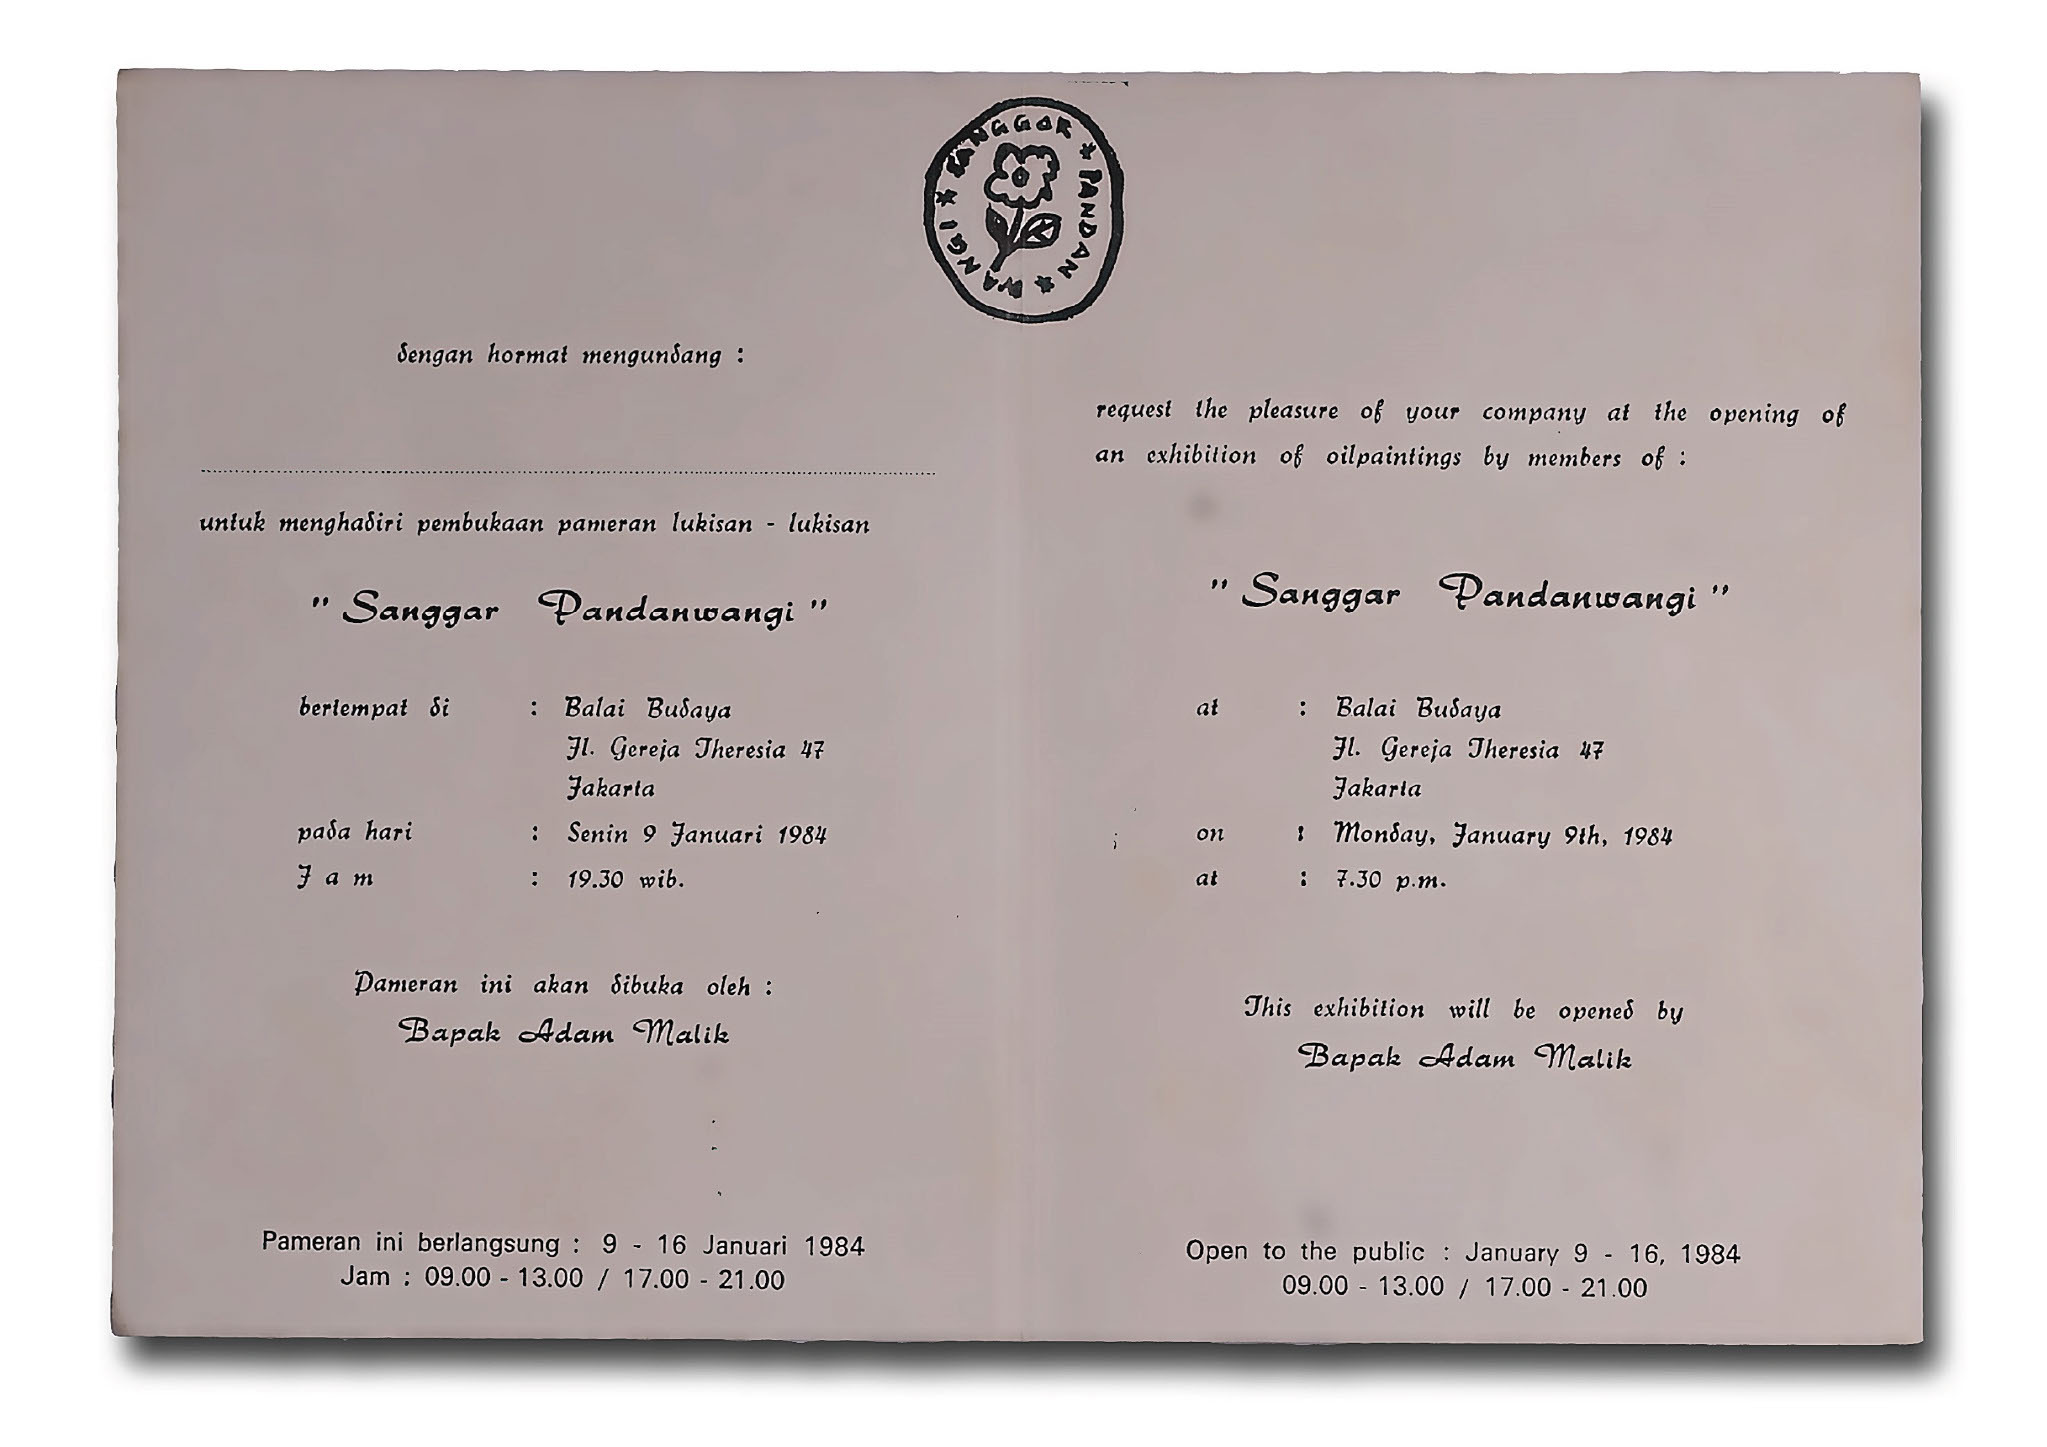 SANGGAR * PANDAN * WANGI *
dengan hormat mengundang :
untuk menghadiri pembukaan pameran lukisan - lukisan
" Sanggar Pandanwangi "
bertempat di : Balai Budaya
Jl. Gereja Theresia 47
Jakarta
pada hari : Senin 9 Januari 1984
J a m : 19.30 wib.
Pameran ini akan dibuka oleh :
Bapak Adam Malik
Pameran ini berlangsung : 9 - 16 Januari 1984
Jam : 09.00 - 13.00 / 17.00 - 21.00
request the pleasure of your company at the opening of
an exhibition of oilpaintings by members of :
" Sanggar Pandanwangi "
at : Balai Budaya
Jl. Gereja Theresia 47
Jakarta
on : Monday, January 9th, 1984
at : 7.30 p.m.
This exhibition will be opened by
Bapak Adam Malik
Open to the public : January 9 - 16, 1984
09.00 - 13.00 / 17.00 - 21.00